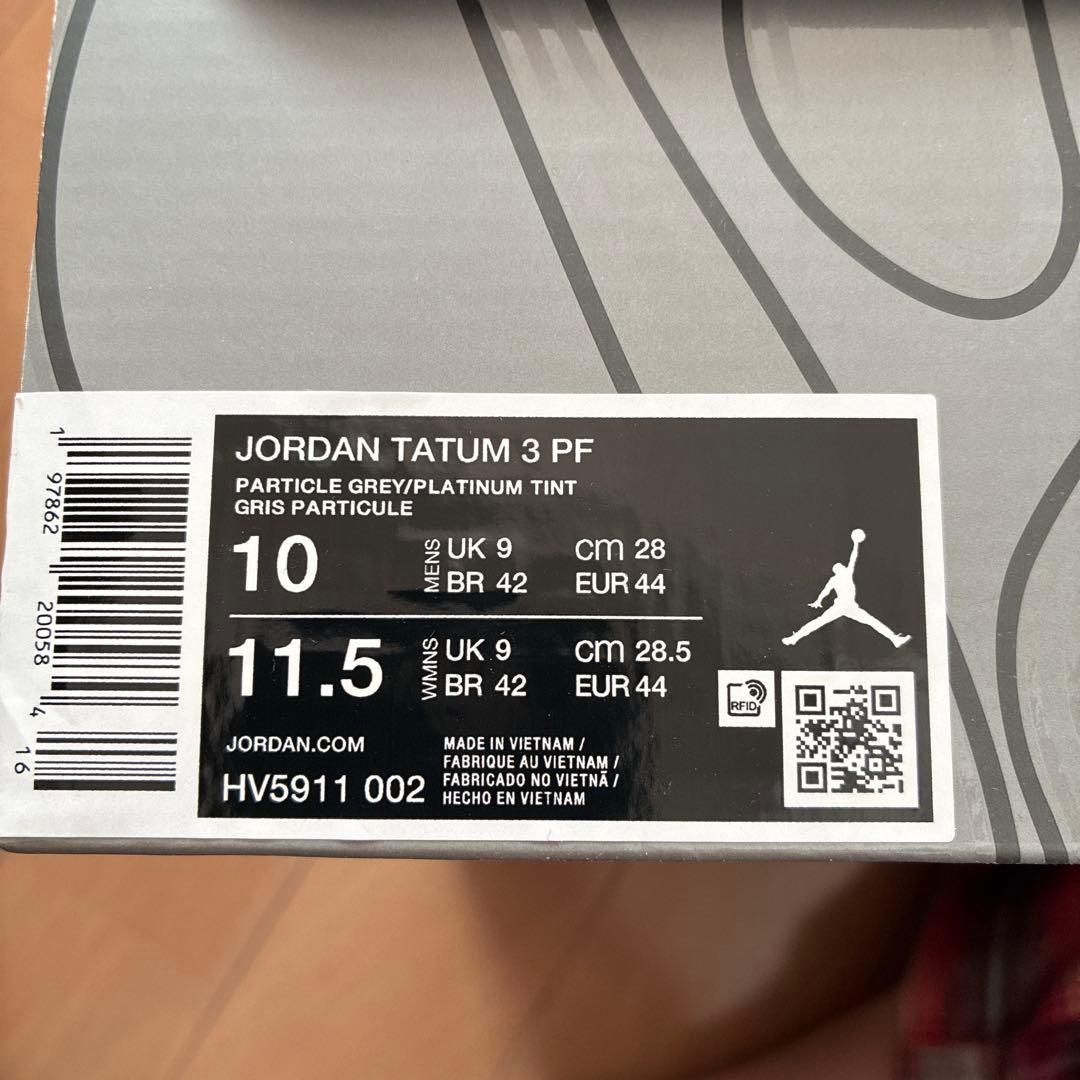 JORDAN TATUM 3 PF
PARTICLE GREY/PLATINUM TINT
GRIS PARTICULE
10 MENS UK 9 cm 28
BR 42 EUR 44
11.5 WMNS UK 9 cm 28.5
BR 42 EUR 44
RFID
JORDAN.COM
HV5911 002
MADE IN VIETNAM /
FABRIQUE AU VIETNAM /
FABRICADO NO VIETNÃ /
HECHO EN VIETNAM
1 97862 20058 4 16